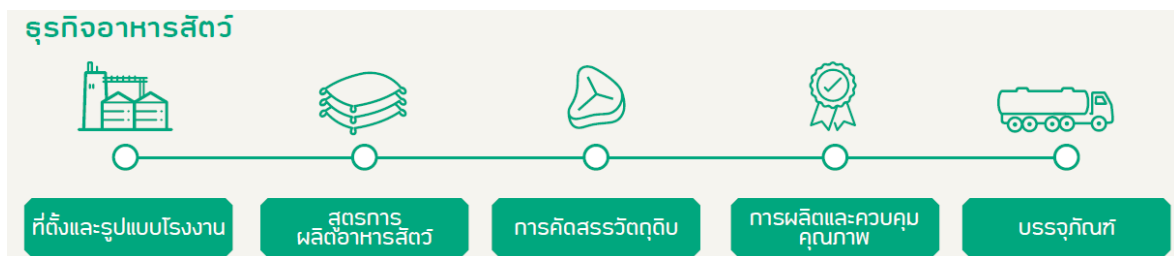 ธุรกิจอาหารสัตว์
ที่ตั้งและรูปแบบโรงงาน
สูตรการ
ผลิตอาหารสัตว์
การคัดสรรวัตถุดิบ
การผลิตและควบคุม
คุณภาพ
บรรจุภัณฑ์